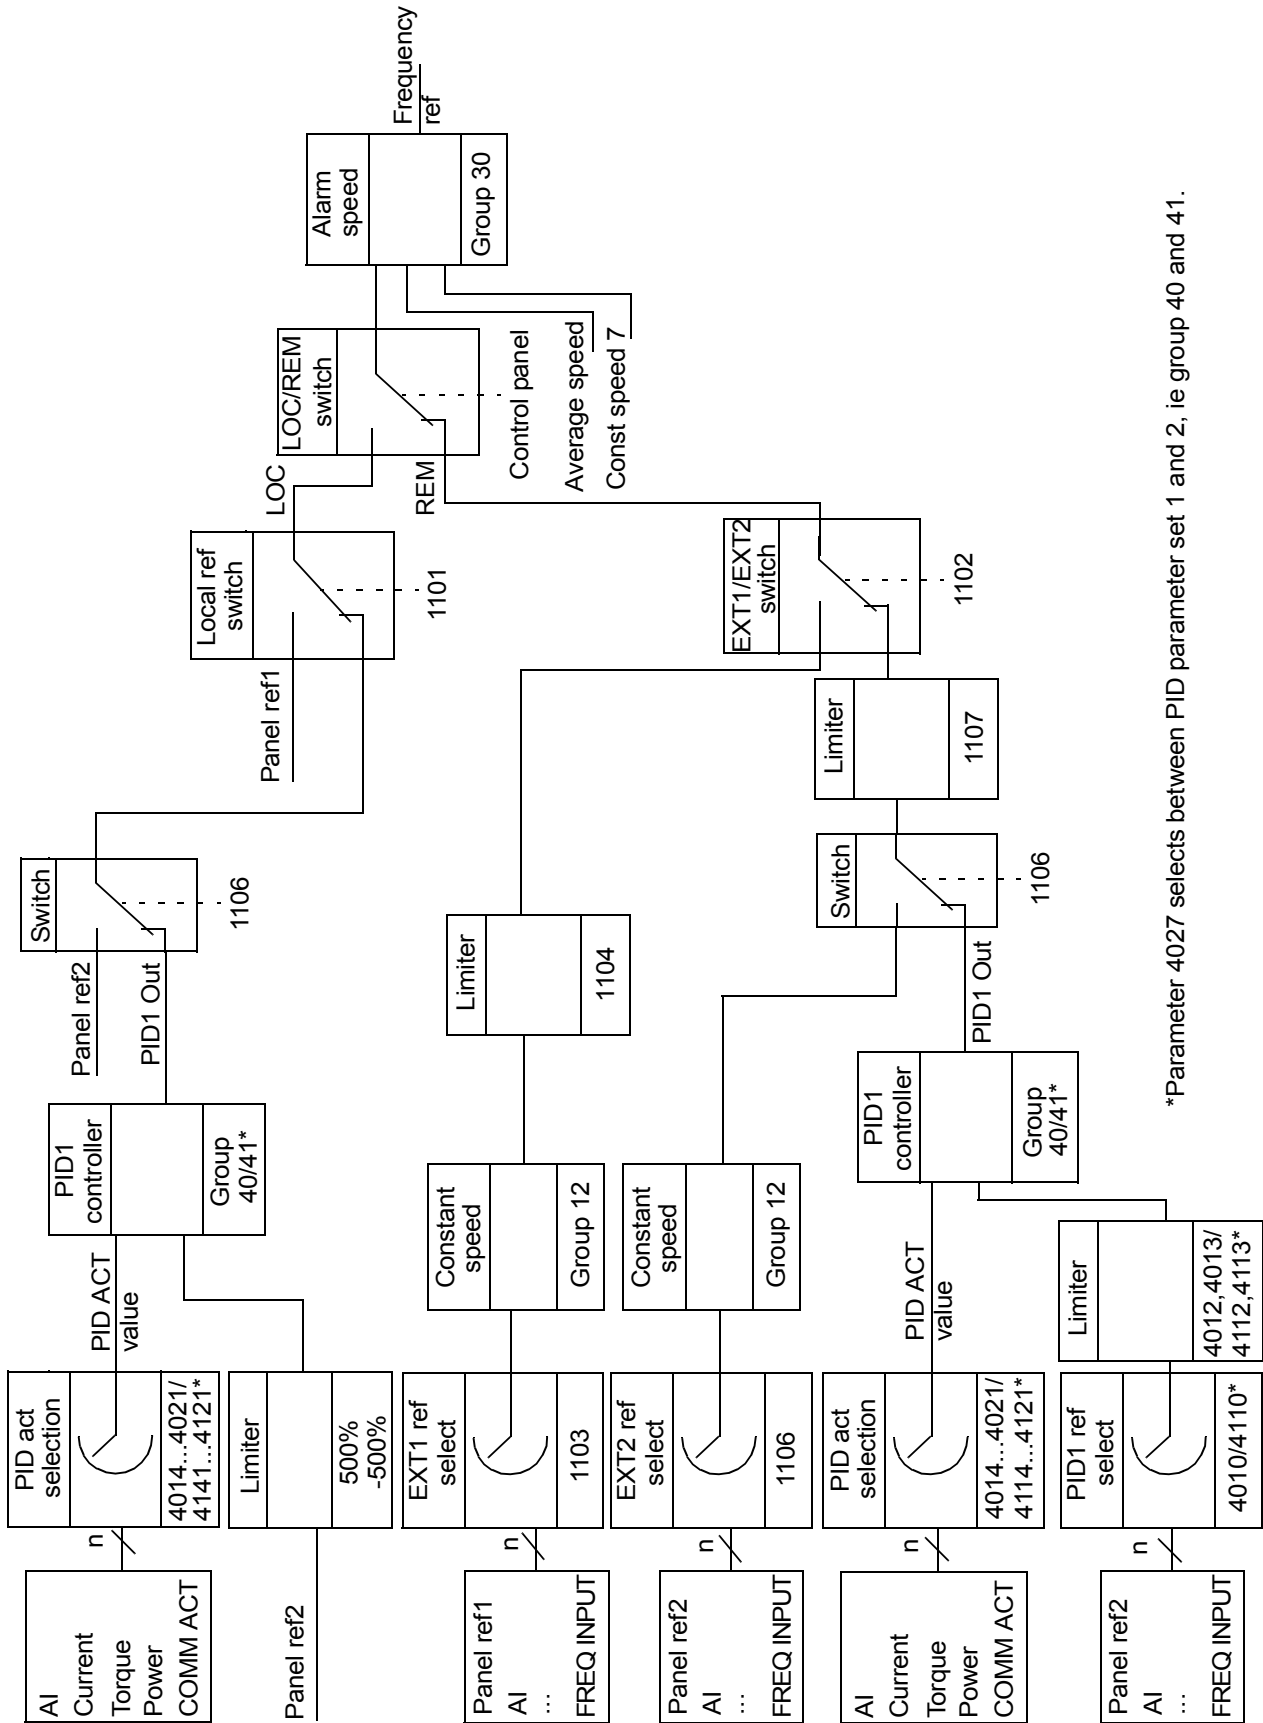 AI
Current
Torque
Power
COMM ACT
n
PID act
selection
4014...4021/
4141...4121*
PID ACT
value
PID1
controller
Group
40/41*
Panel ref2
PID1 Out
Switch
1106
Panel ref1
Local ref
switch
1101
LOC
REM
LOC/REM
switch
Control panel
Average speed
Const speed 7
Alarm
speed
Group 30
Frequency
ref
Panel ref2
Limiter
500%
-500%
Panel ref1
AI
...
FREQ INPUT
n
EXT1 ref
select
1103
Constant
speed
Group 12
Limiter
1104
Panel ref2
AI
...
FREQ INPUT
n
EXT2 ref
select
1106
Constant
speed
Group 12
EXT1/EXT2
switch
1102
AI
Current
Torque
Power
COMM ACT
n
PID act
selection
4014...4021/
4114...4121*
PID ACT
value
PID1
controller
Group
40/41*
PID1 Out
Switch
1106
Limiter
1107
Panel ref2
AI
...
FREQ INPUT
n
PID1 ref
select
4010/4110*
Limiter
4012,4013/
4112,4113*
*Parameter 4027 selects between PID parameter set 1 and 2, ie group 40 and 41.